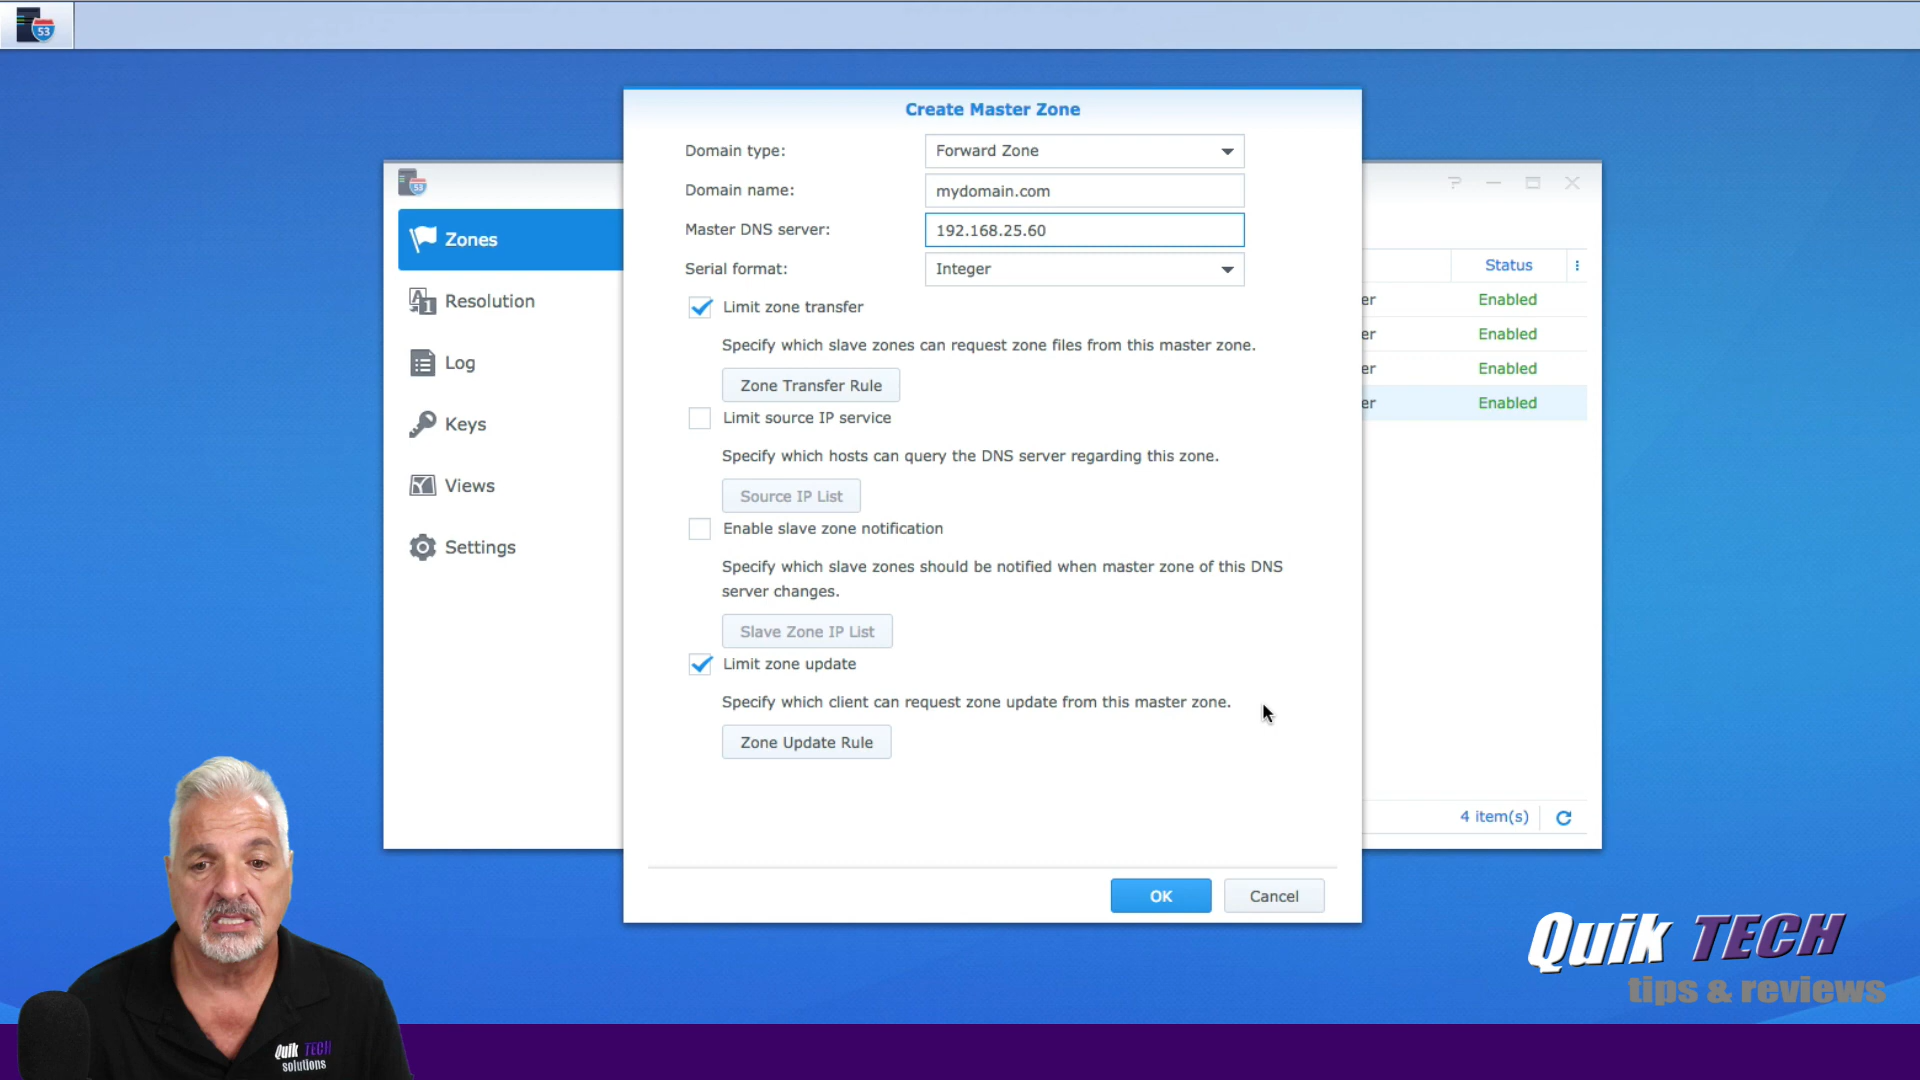 53
Create Master Zone
Domain type:
Forward Zone
Domain name:
mydomain.com
Master DNS server:
192.168.25.60
Serial format:
Integer
Limit zone transfer
Specify which slave zones can request zone files from this master zone.
Zone Transfer Rule
Limit source IP service
Specify which hosts can query the DNS server regarding this zone.
Source IP List
Enable slave zone notification
Specify which slave zones should be notified when master zone of this DNS
server changes.
Slave Zone IP List
Limit zone update
Specify which client can request zone update from this master zone.
Zone Update Rule
OK
Cancel
53
Zones
Resolution
Log
Keys
Views
Settings
?
Status
er
Enabled
er
Enabled
er
Enabled
er
Enabled
4 item(s)
Quik TECH
tips & reviews
Quik TECH
solutions